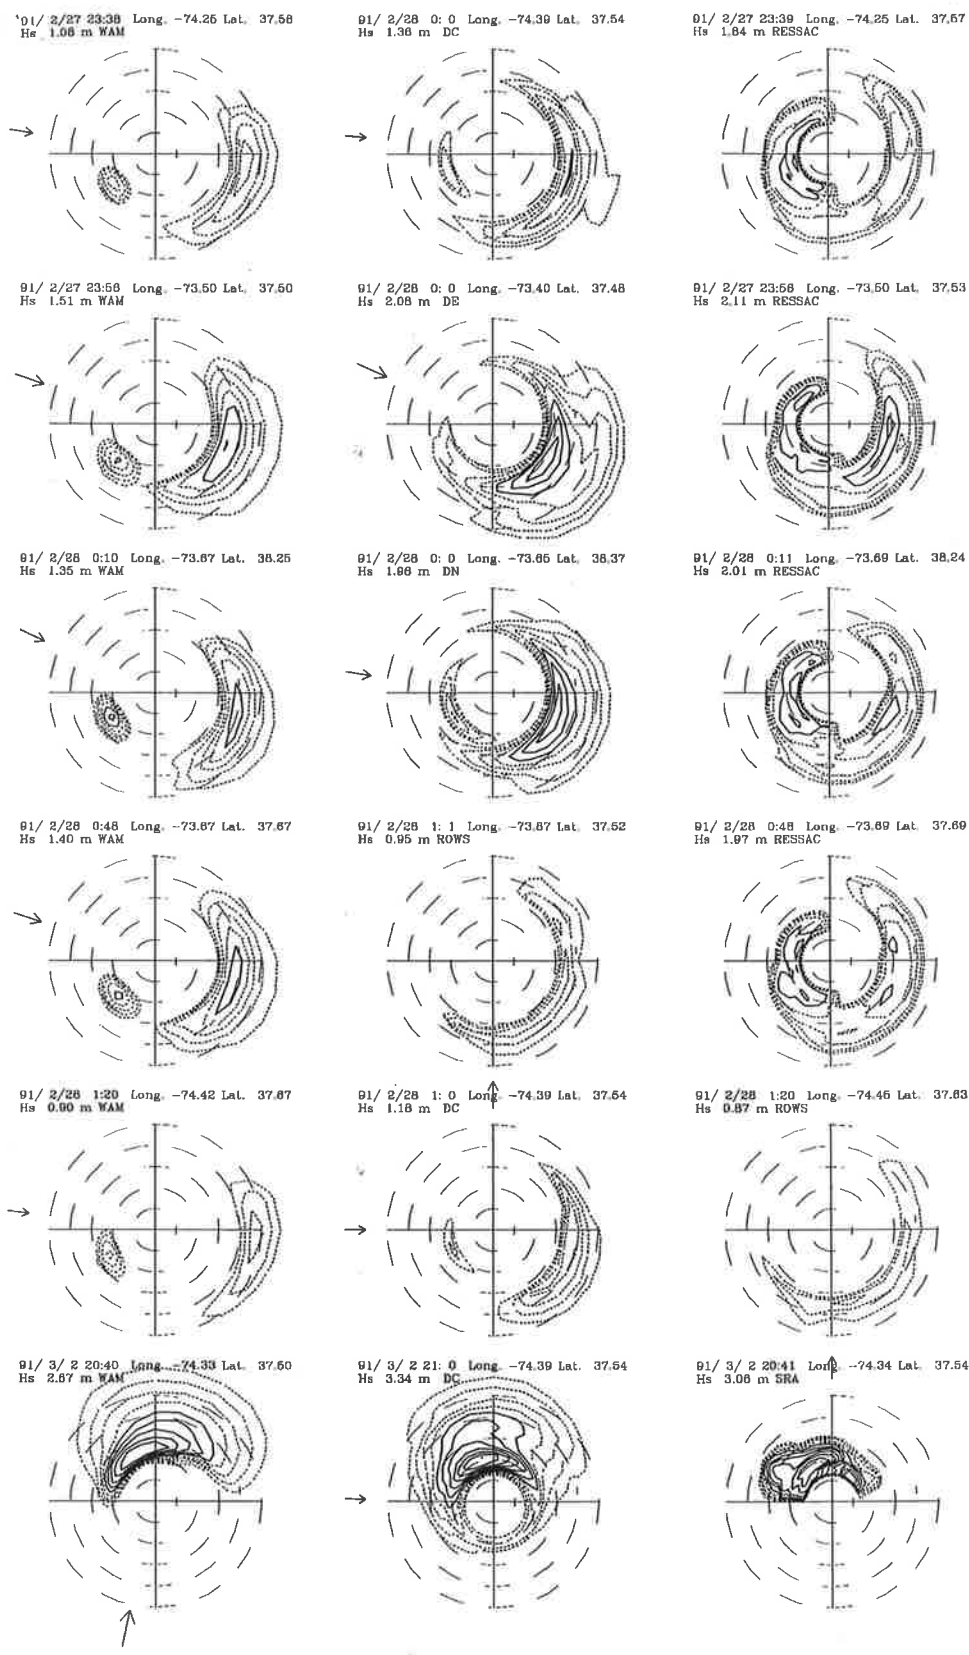 91/ 2/27 23:38 Long. -74.25 Lat. 37.58
Hs 1.08 m WAM
91/ 2/28 0: 0 Long. -74.39 Lat. 37.54
Hs 1.36 m DC
91/ 2/27 23:39 Long. -74.25 Lat. 37.57
Hs 1.84 m RESSAC
91/ 2/27 23:56 Long. -73.50 Lat. 37.50
Hs 1.51 m WAM
91/ 2/28 0: 0 Long. -73.40 Lat. 37.48
Hs 2.08 m DE
91/ 2/27 23:56 Long. -73.50 Lat. 37.53
Hs 2.11 m RESSAC
91/ 2/28 0:10 Long. -73.67 Lat. 38.25
Hs 1.35 m WAM
91/ 2/28 0: 0 Long. -73.65 Lat. 38.37
Hs 1.98 m DN
91/ 2/28 0:11 Long. -73.69 Lat. 38.24
Hs 2.01 m RESSAC
91/ 2/28 0:48 Long. -73.67 Lat. 37.67
Hs 1.40 m WAM
91/ 2/28 1: 1 Long. -73.87 Lat. 37.52
Hs 0.95 m ROWS
91/ 2/28 0:48 Long. -73.69 Lat. 37.69
Hs 1.97 m RESSAC
91/ 2/28 1:20 Long. -74.42 Lat. 37.67
Hs 0.90 m WAM
91/ 2/28 1: 0 Long. -74.39 Lat. 37.54
Hs 1.18 m DC
91/ 2/28 1:20 Long. -74.45 Lat. 37.63
Hs 0.87 m ROWS
91/ 3/ 2 20:40 Long. -74.33 Lat. 37.50
Hs 2.67 m WAM
91/ 3/ 2 21: 0 Long. -74.39 Lat. 37.54
Hs 3.34 m DC
91/ 3/ 2 20:41 Long. -74.34 Lat. 37.54
Hs 3.06 m SRA